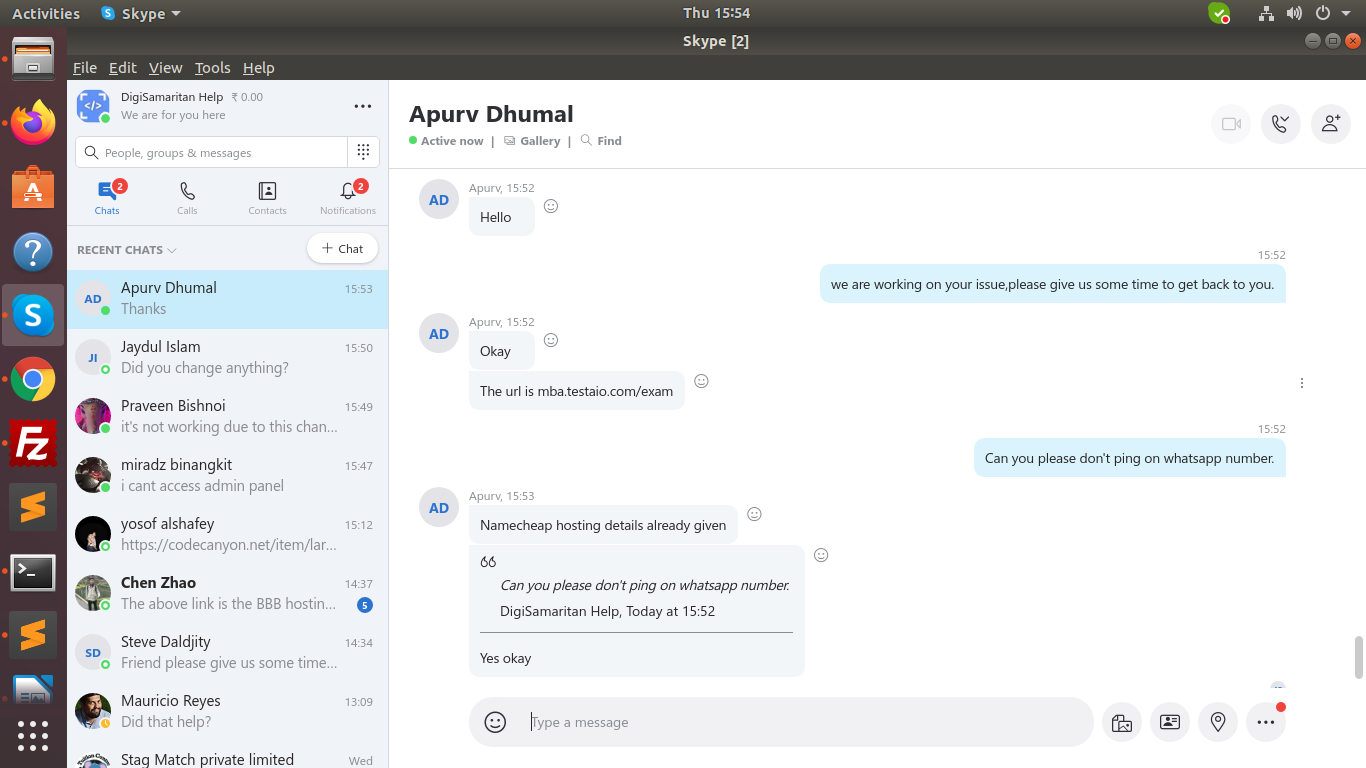 Activities
Skype
Thu 15:54
Skype [2]
File Edit View Tools Help
DigiSamaritan Help ₹ 0.00
We are for you here
People, groups & messages
2
2
Chats Calls Contacts Notifications
RECENT CHATS
+ Chat
AD
Apurv Dhumal 15:53
Thanks
JI
Jaydul Islam 15:50
Did you change anything?
Praveen Bishnoi 15:49
it's not working due to this chan...
miradz binangkit 15:47
i cant access admin panel
yosof alshafey 15:12
https://codecanyon.net/item/lar...
Chen Zhao 14:37
The above link is the BBB hostin... 5
SD
Steve Daldjity 14:34
Friend please give us some time...
Mauricio Reyes 13:09
Did that help?
Stag Match private limited Wed
Apurv Dhumal
Active now | Gallery | Find
AD
Apurv, 15:52
Hello
15:52
we are working on your issue,please give us some time to get back to you.
AD
Apurv, 15:52
Okay
The url is mba.testaio.com/exam
15:52
Can you please don't ping on whatsapp number.
AD
Apurv, 15:53
Namecheap hosting details already given
Can you please don't ping on whatsapp number.
DigiSamaritan Help, Today at 15:52
Yes okay
Type a message